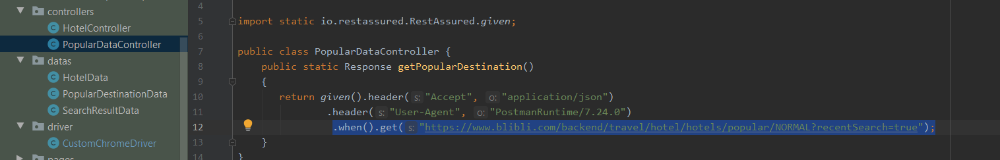 controllers
HotelController
PopularDataController
datas
HotelData
PopularDestinationData
SearchResultData
driver
CustomChromeDriver
pages
4
5 import static io.restassured.RestAssured.given;
6
7 public class PopularDataController {
8 public static Response getPopularDestination()
9 {
10 return given().header( s: "Accept", o: "application/json")
11 .header( s: "User-Agent", o: "PostmanRuntime/7.24.0")
12 .when().get( s: "https://www.blibli.com/backend/travel/hotel/hotels/popular/NORMAL?recentSearch=true");
13 }
14 }